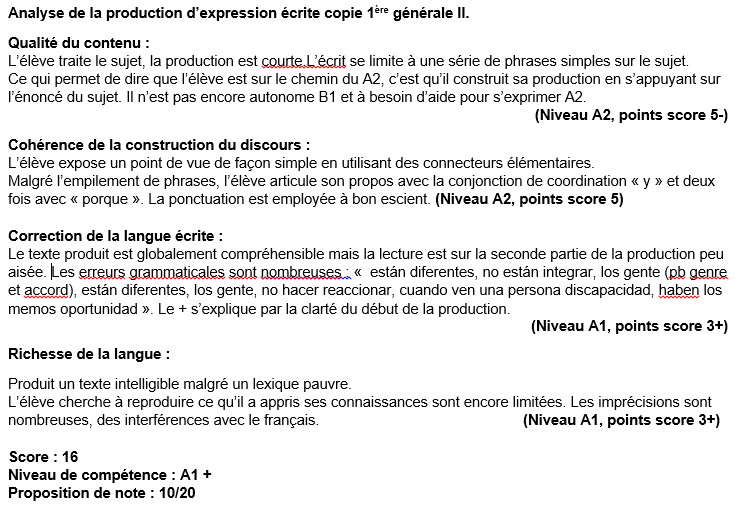 Analyse de la production d’expression écrite copie 1ère générale II.
Qualité du contenu :
L’élève traite le sujet, la production est courte.L’écrit se limite à une série de phrases simples sur le sujet.
Ce qui permet de dire que l’élève est sur le chemin du A2, c’est qu’il construit sa production en s’appuyant sur
l’énoncé du sujet. Il n’est pas encore autonome B1 et à besoin d’aide pour s’exprimer A2.
(Niveau A2, points score 5-)
Cohérence de la construction du discours :
L’élève expose un point de vue de façon simple en utilisant des connecteurs élémentaires.
Malgré l’empilement de phrases, l’élève articule son propos avec la conjonction de coordination « y » et deux
fois avec « porque ». La ponctuation est employée à bon escient. (Niveau A2, points score 5)
Correction de la langue écrite :
Le texte produit est globalement compréhensible mais la lecture est sur la seconde partie de la production peu
aisée. Les erreurs grammaticales sont nombreuses : « están diferentes, no están integrar, los gente (pb genre
et accord), están diferentes, los gente, no hacer reaccionar, cuando ven una persona discapacidad, haben los
memos oportunidad ». Le + s’explique par la clarté du début de la production.
(Niveau A1, points score 3+)
Richesse de la langue :
Produit un texte intelligible malgré un lexique pauvre.
L’élève cherche à reproduire ce qu’il a appris ses connaissances sont encore limitées. Les imprécisions sont
nombreuses, des interférences avec le français. (Niveau A1, points score 3+)
Score : 16
Niveau de compétence : A1 +
Proposition de note : 10/20